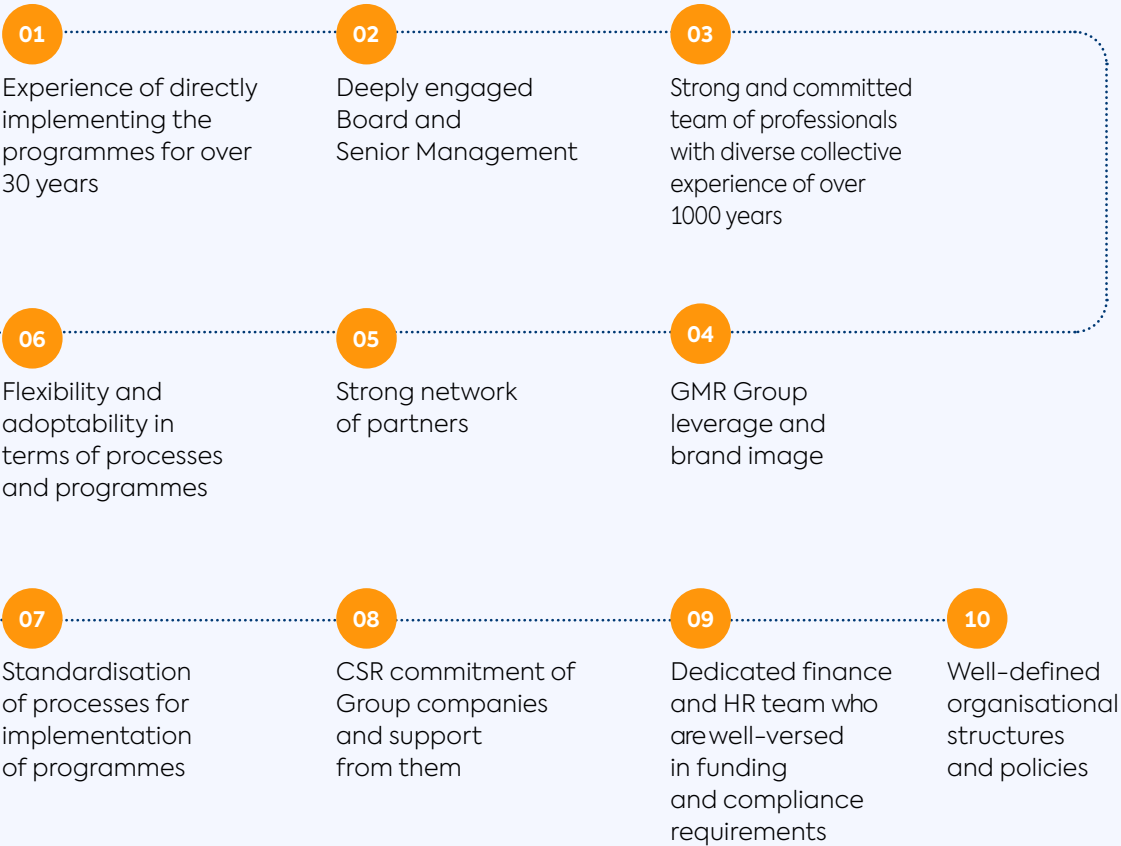 01
Experience of directly
implementing the
programmes for over
30 years
02
Deeply engaged
Board and
Senior Management
03
Strong and committed
team of professionals
with diverse collective
experience of over
1000 years
04
GMR Group
leverage and
brand image
05
Strong network
of partners
06
Flexibility and
adoptability in
terms of processes
and programmes
07
Standardisation
of processes for
implementation
of programmes
08
CSR commitment of
Group companies
and support
from them
09
Dedicated finance
and HR team who
are well-versed
in funding
and compliance
requirements
10
Well-defined
organisational
structures
and policies